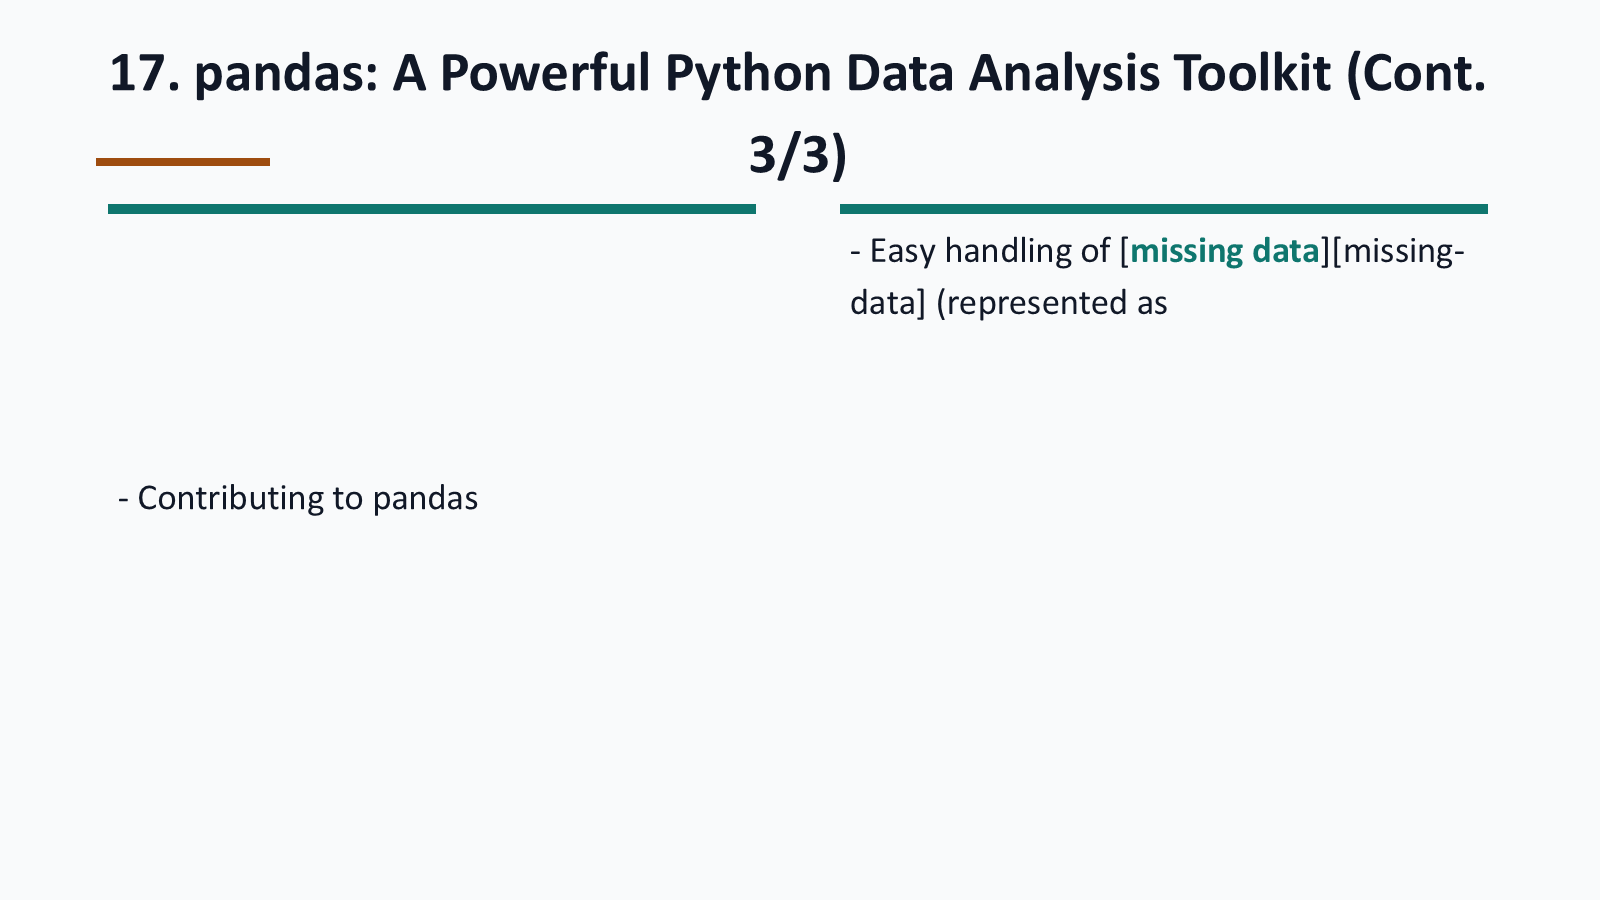 17. pandas: A Powerful Python Data Analysis Toolkit (Cont.
3/3)
- Contributing to pandas
- Easy handling of [missing data][missing-
data] (represented as